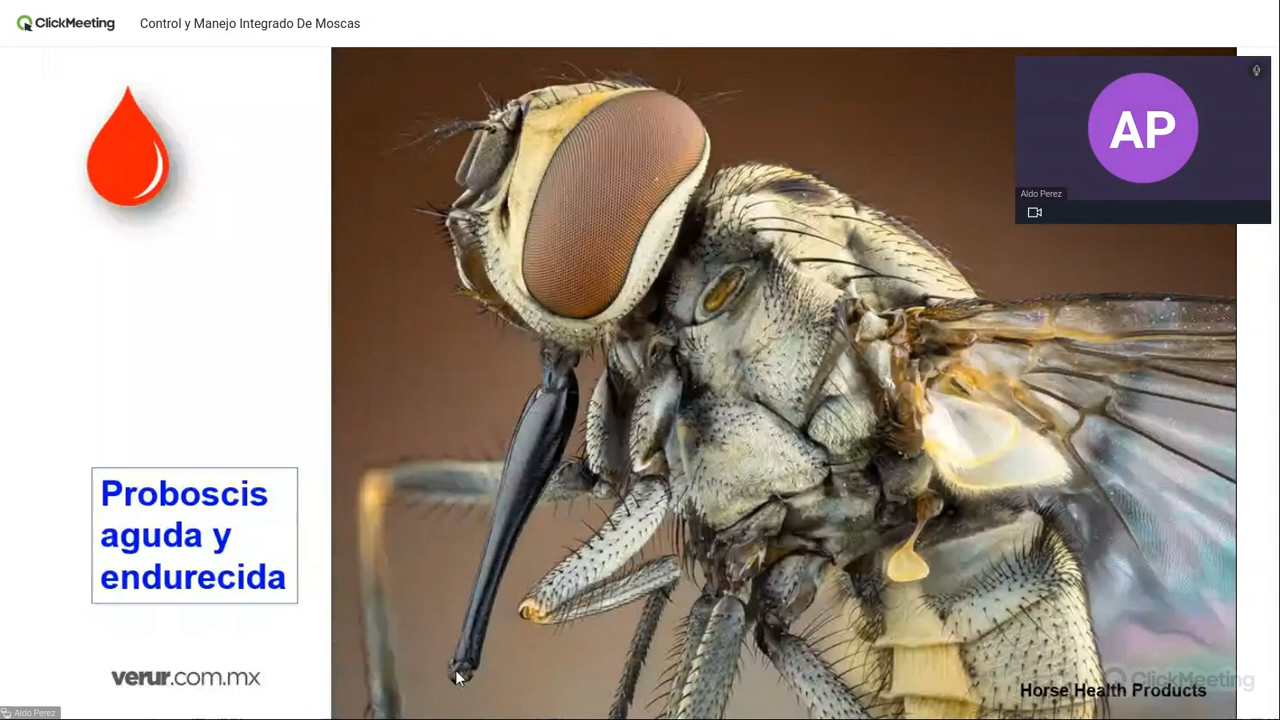 ClickMeeting
Control y Manejo Integrado De Moscas
AP
Aldo Perez
Proboscis
aguda y
endurecida
verur.com.mx
ClickMeeting
Horse Health Products
Aldo Perez